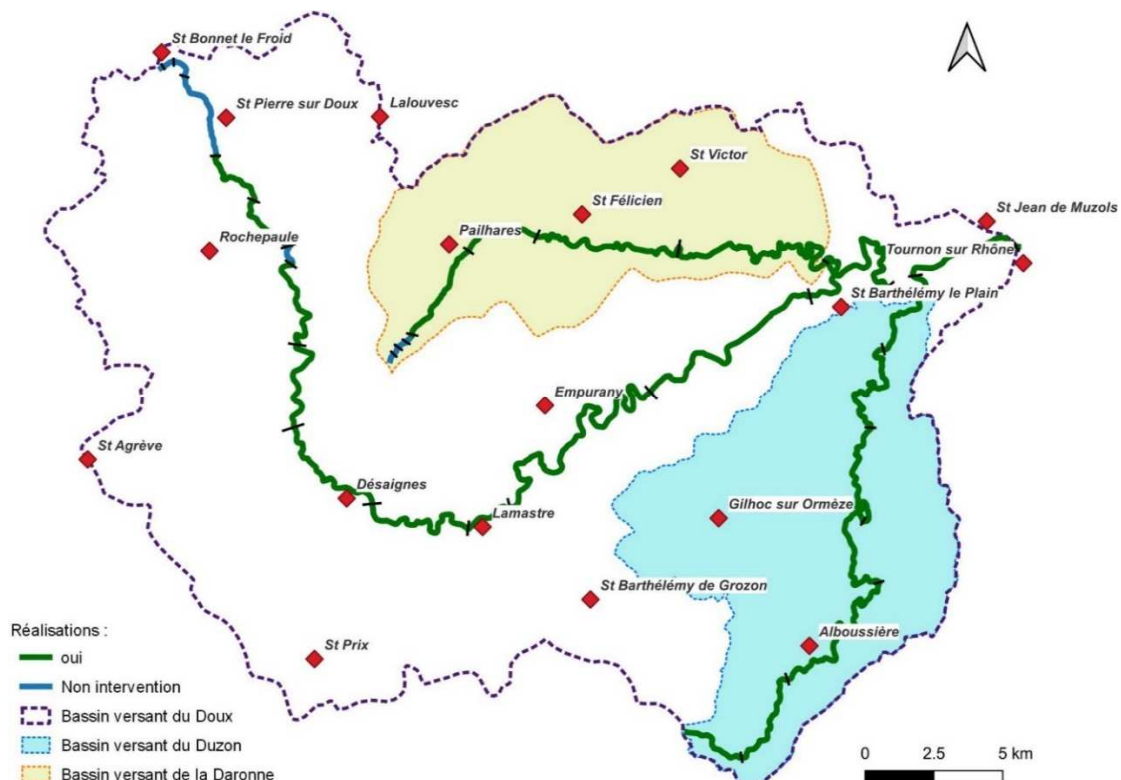 St Bonnet le Froid
St Pierre sur Doux
Lalouvesc
St Victor
St Félicien
St Jean de Muzols
Pailhares
Rochepaule
Tournon sur Rhône
St Barthélémy le Plain
Empurany
St Agrève
Désaignes
Gilhoc sur Ormèze
Lamastre
St Barthélémy de Grozon
Réalisations :
St Prix
Alboussière
oui
Non intervention
Bassin versant du Doux
Bassin versant du Duzon
0 2.5 5 km
Bassin versant de la Daronne